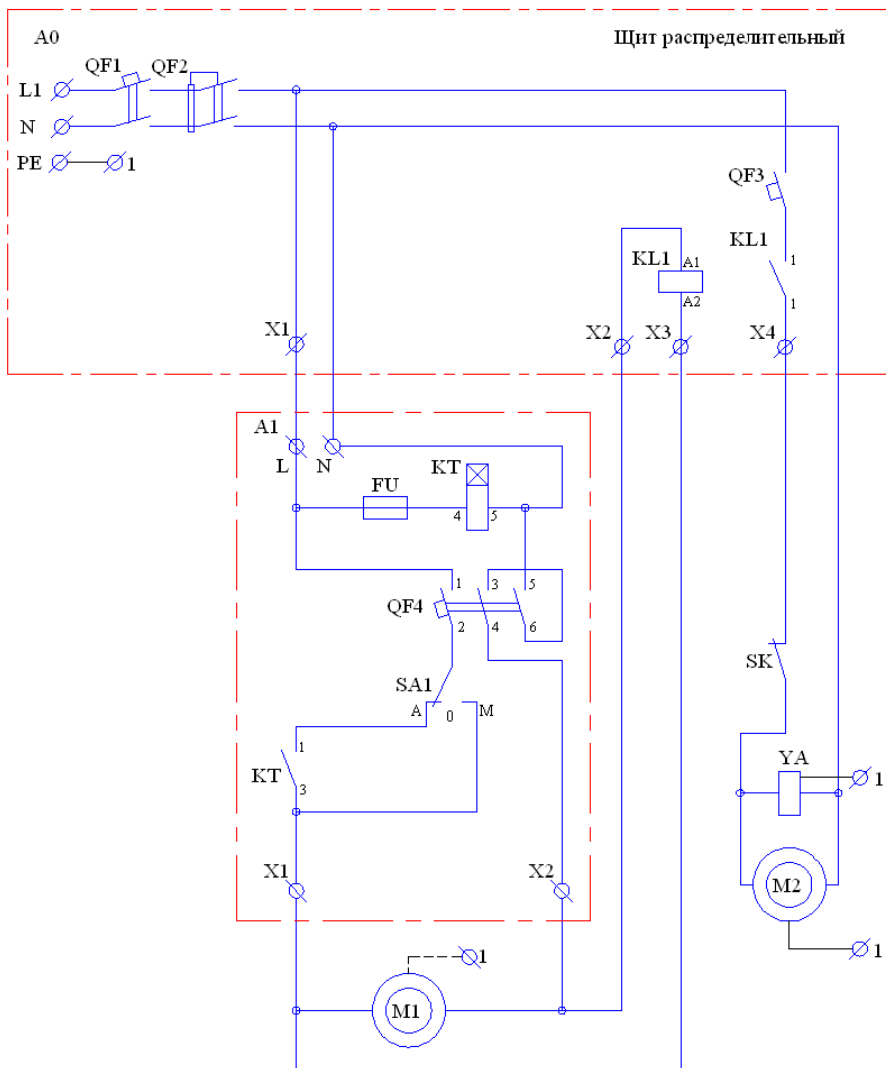 A0
Щит распределительный
QF1 QF2
L1
N
PE 1
QF3
KL1 A1
KL1 1
A2
1
X1 X2 X3 X4
A1
L N KT
FU
4 5
1 3 5
QF4
2 4 6
SK
SA1
A 0 M
1
KT
3
YA 1
X1 X2
M2
1
1
M1